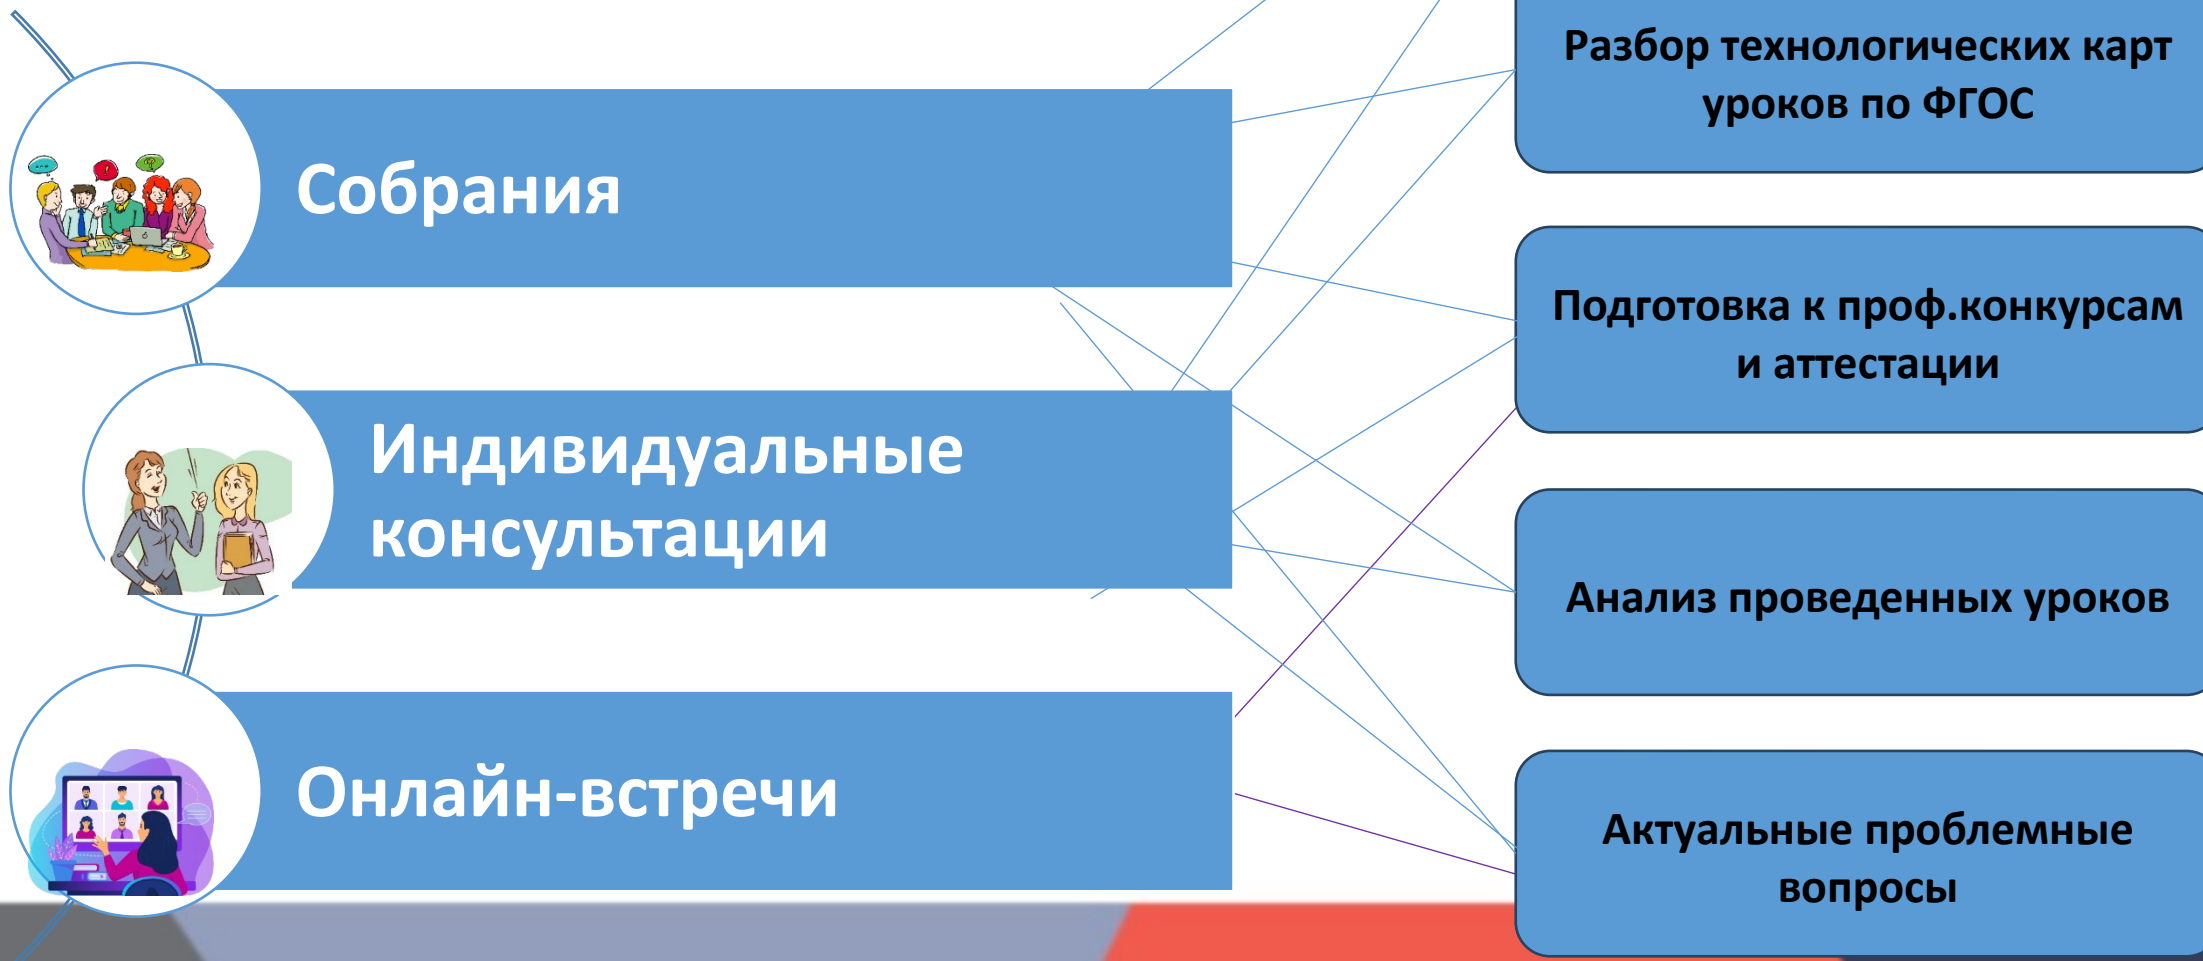 Собрания
Индивидуальные
консультации
Онлайн-встречи
Разбор технологических карт
уроков по ФГОС
Подготовка к проф.конкурсам
и аттестации
Анализ проведенных уроков
Актуальные проблемные
вопросы